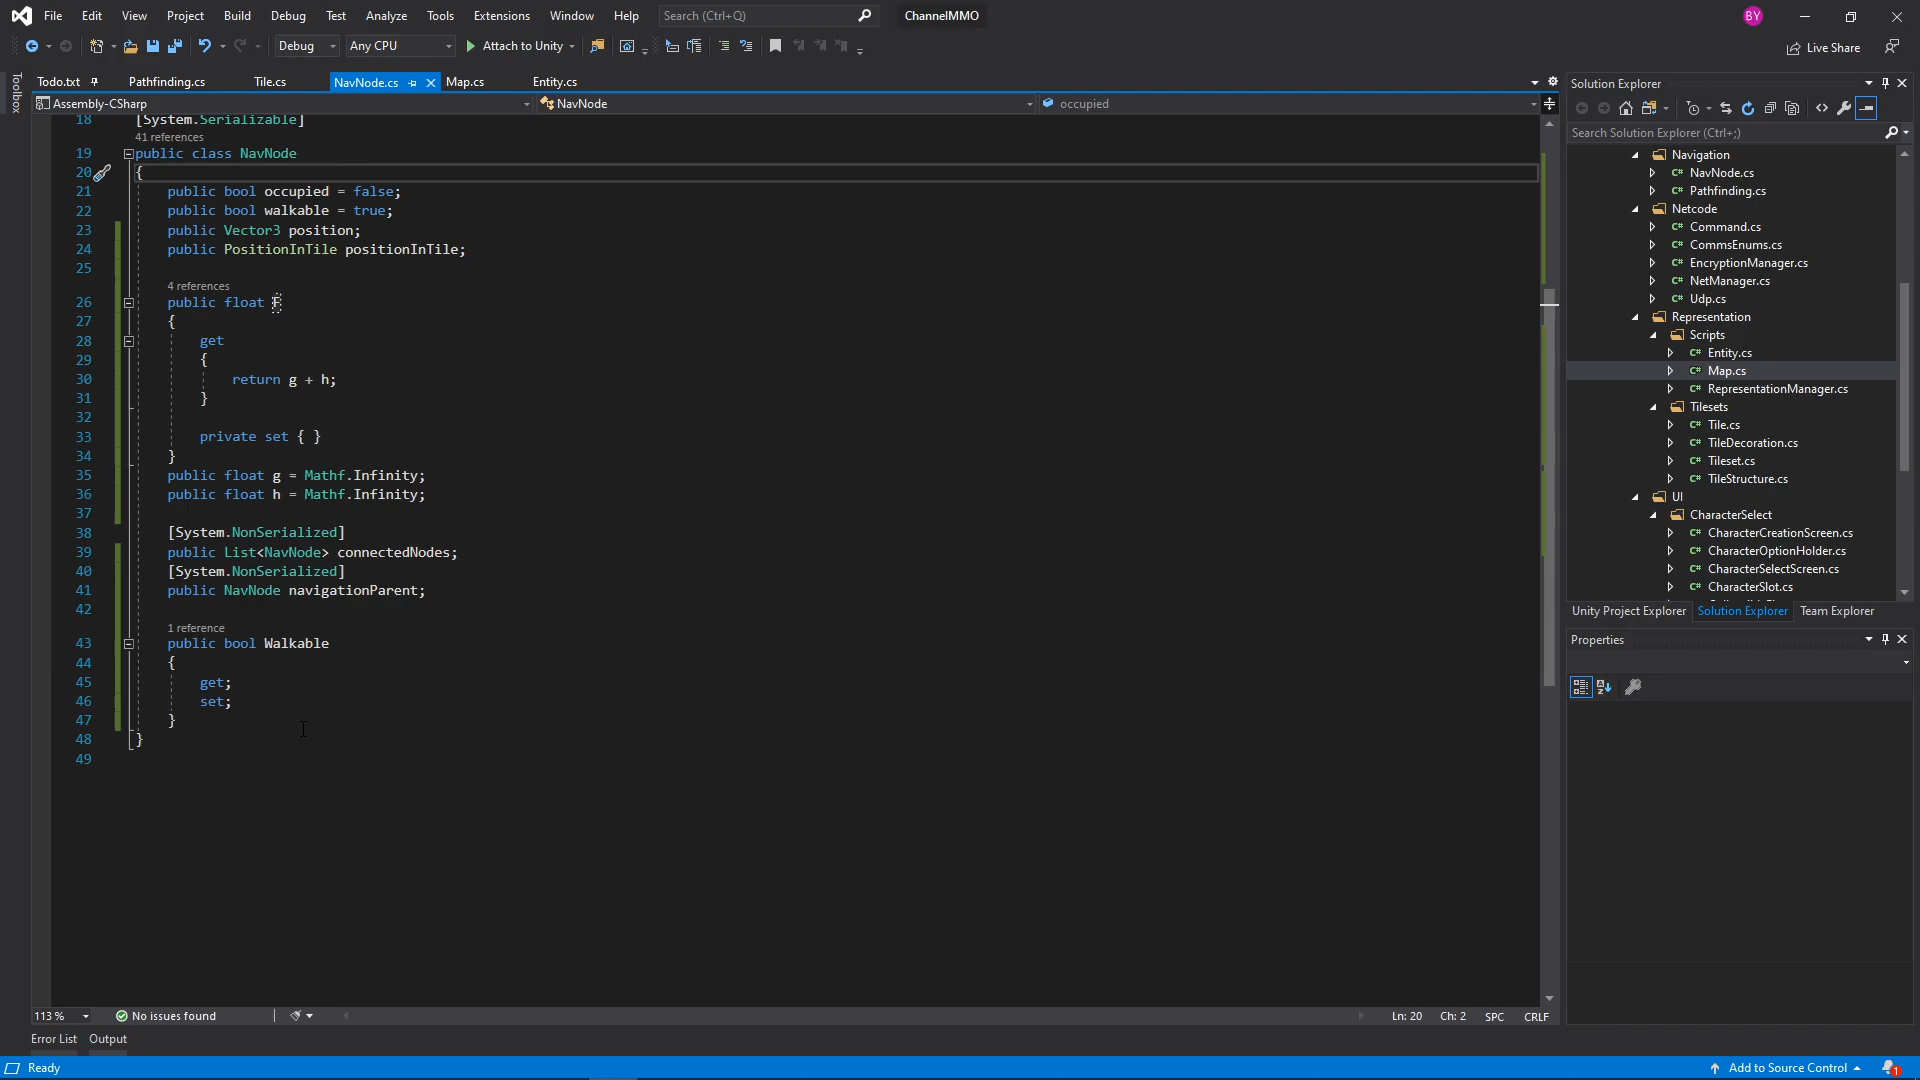 File Edit View Project Build Debug Test Analyze Tools Extensions Window Help Search (Ctrl+Q) ChannelMMO BY
Debug Any CPU Attach to Unity Live Share
Toolbox
Todo.txt Pathfinding.cs Tile.cs NavNode.cs Map.cs Entity.cs
Assembly-CSharp NavNode occupied
18 [System.Serializable]
41 references
19 public class NavNode
20 {
21 public bool occupied = false;
22 public bool walkable = true;
23 public Vector3 position;
24 public PositionInTile positionInTile;
25
4 references
26 public float F
27 {
28 get
29 {
30 return g + h;
31 }
32
33 private set { }
34 }
35 public float g = Mathf.Infinity;
36 public float h = Mathf.Infinity;
37
38 [System.NonSerialized]
39 public List<NavNode> connectedNodes;
40 [System.NonSerialized]
41 public NavNode navigationParent;
42
1 reference
43 public bool Walkable
44 {
45 get;
46 set;
47 }
48 }
49
113 % No issues found Ln: 20 Ch: 2 SPC CRLF
Error List Output
Ready Add to Source Control 1
Solution Explorer
Search Solution Explorer (Ctrl+;)
Navigation
C# NavNode.cs
C# Pathfinding.cs
Netcode
C# Command.cs
C# CommsEnums.cs
C# EncryptionManager.cs
C# NetManager.cs
C# Udp.cs
Representation
Scripts
C# Entity.cs
C# Map.cs
C# RepresentationManager.cs
Tilesets
C# Tile.cs
C# TileDecoration.cs
C# Tileset.cs
C# TileStructure.cs
UI
CharacterSelect
C# CharacterCreationScreen.cs
C# CharacterOptionHolder.cs
C# CharacterSelectScreen.cs
C# CharacterSlot.cs
Unity Project Explorer Solution Explorer Team Explorer
Properties